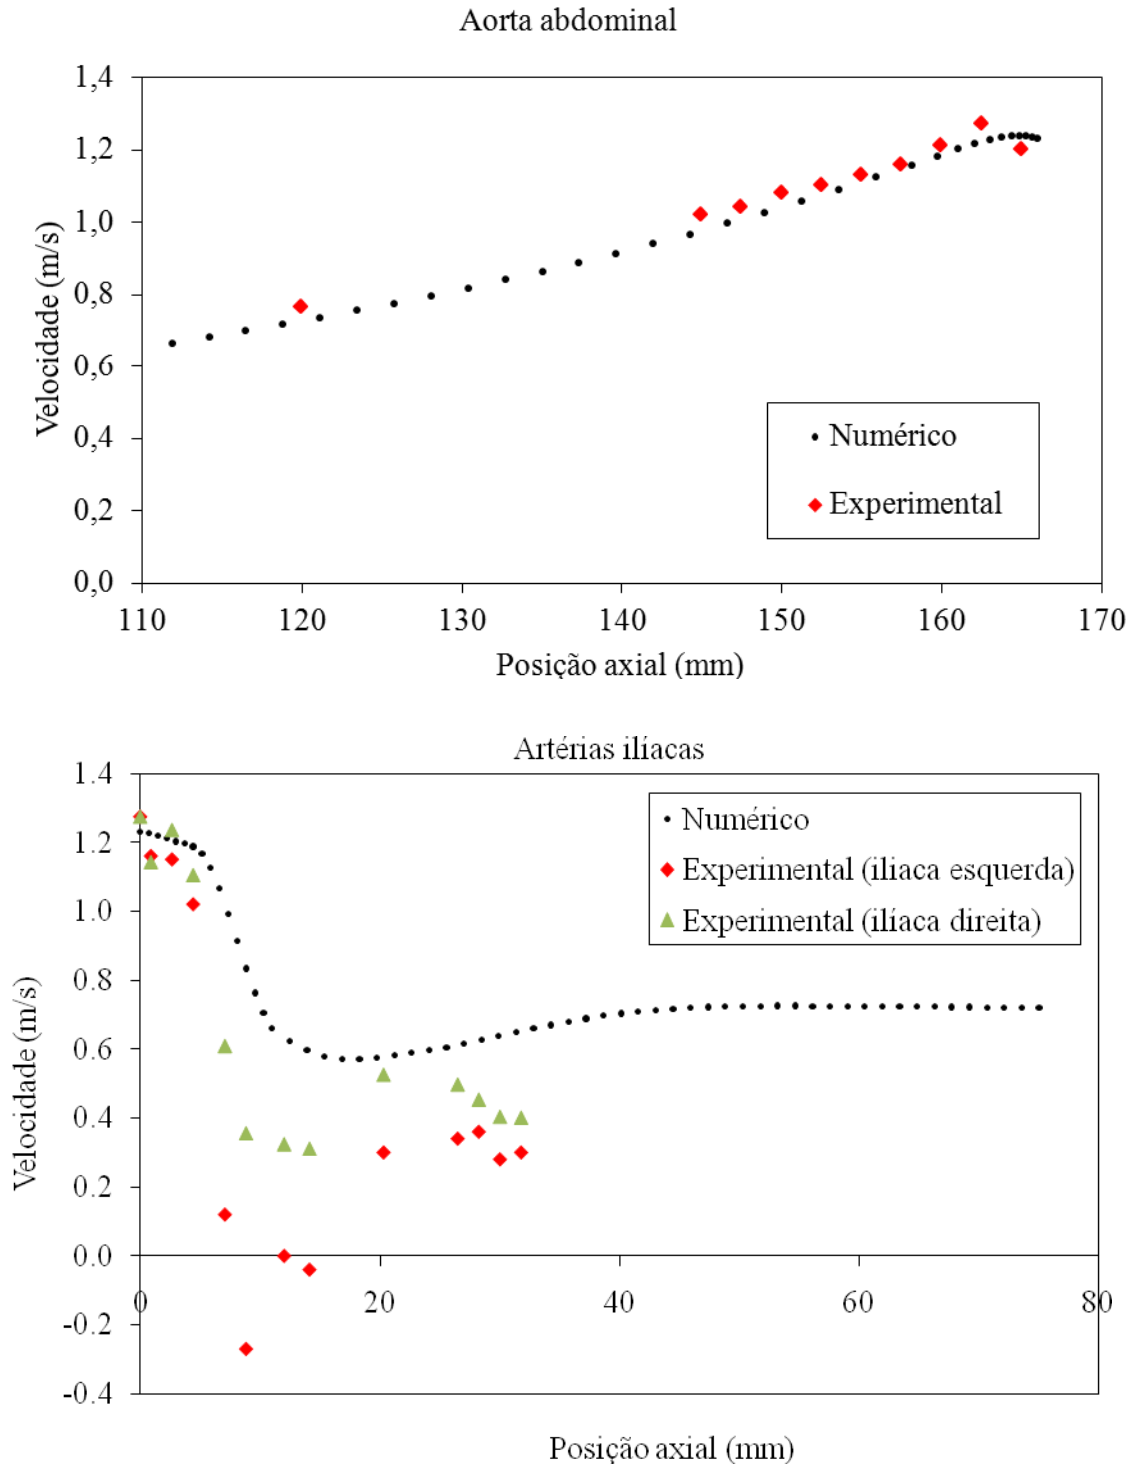 Aorta abdominal
1,4
1,2
1,0
0,8
0,6
0,4
0,2
0,0
Velocidade (m/s)
Numérico
Experimental
110 120 130 140 150 160 170
Posição axial (mm)
Artérias ilíacas
1.4
1.2
1.0
0.8
0.6
0.4
0.2
0.0
-0.2
-0.4
Velocidade (m/s)
Numérico
Experimental (iliaca esquerda)
Experimental (ilíaca direita)
0 20 40 60 80
Posição axial (mm)